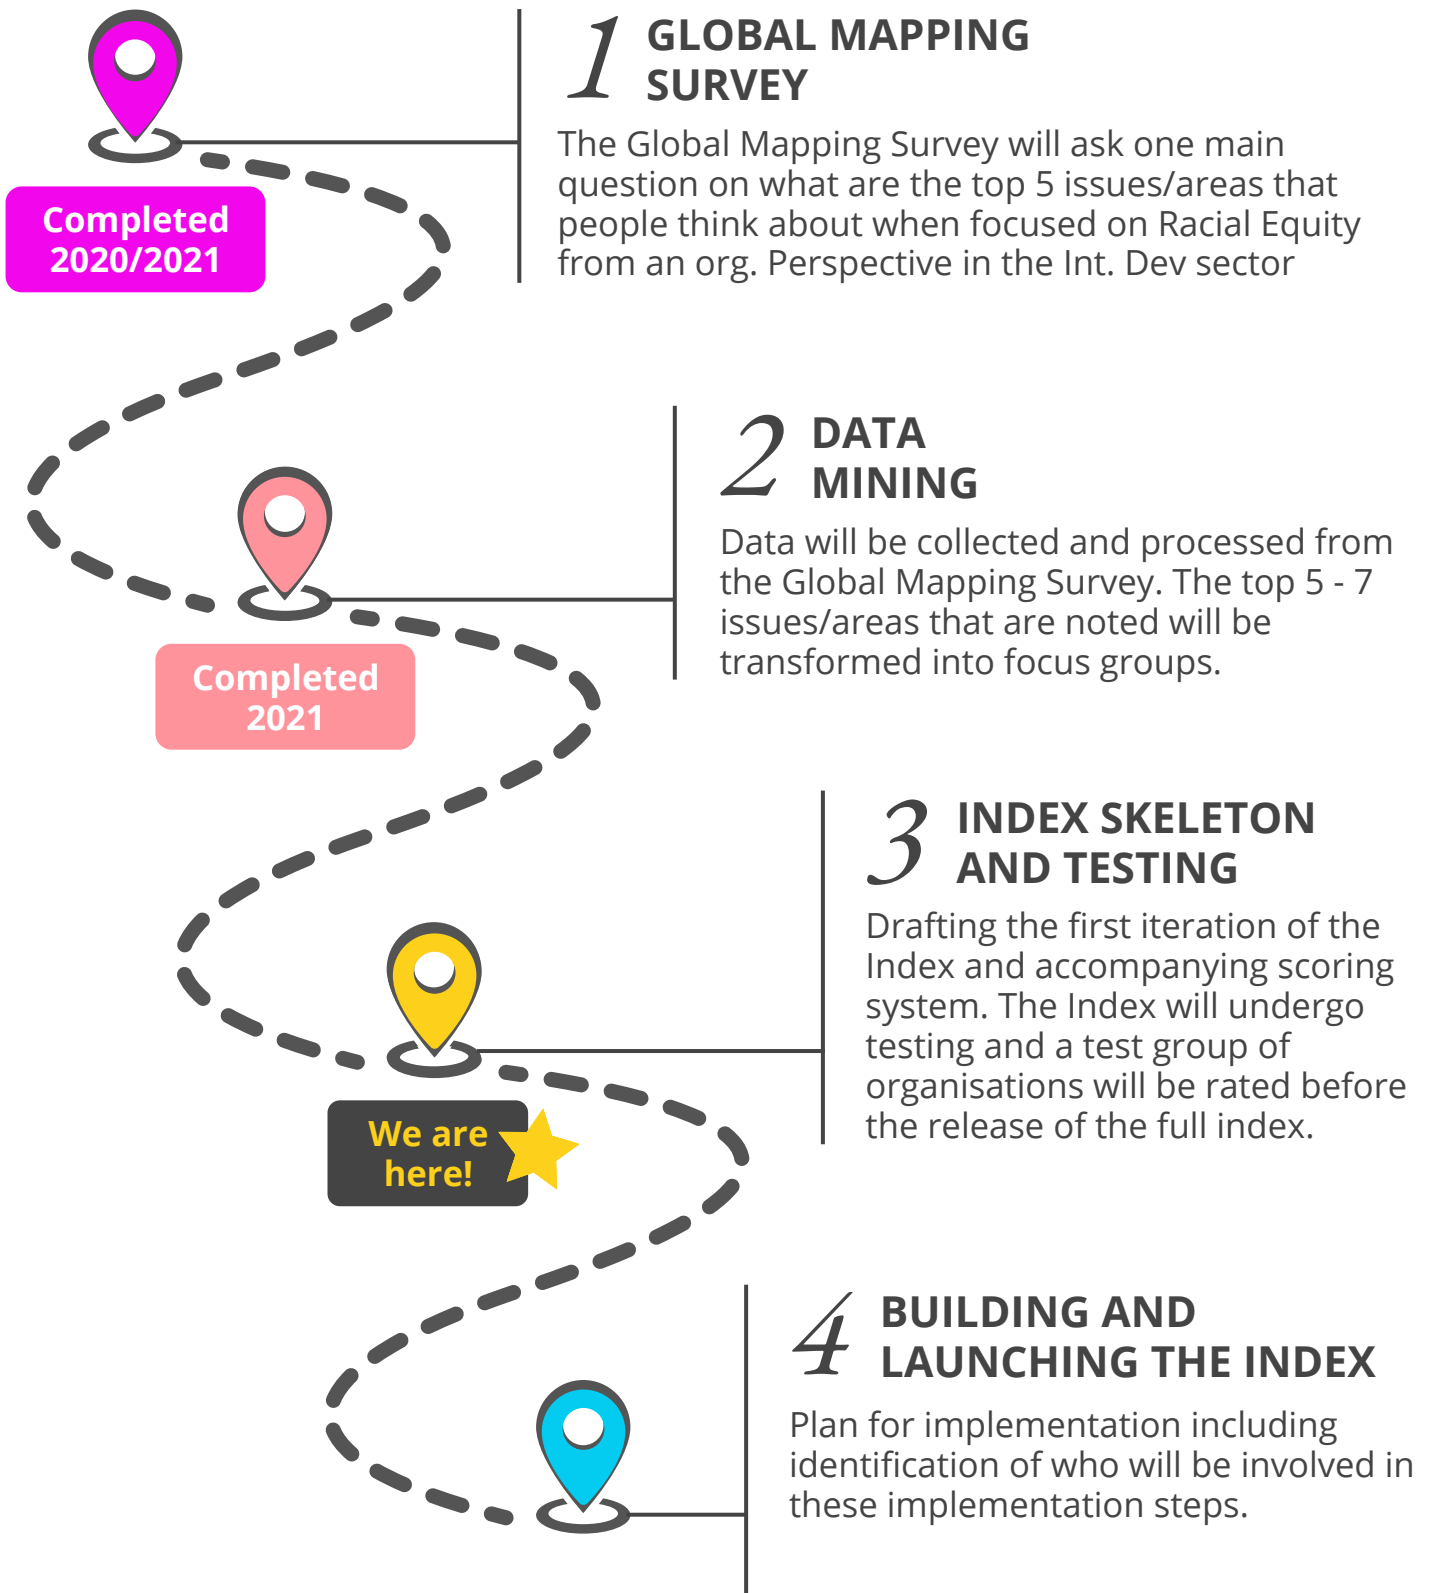 1 GLOBAL MAPPING
SURVEY
The Global Mapping Survey will ask one main
question on what are the top 5 issues/areas that
people think about when focused on Racial Equity
from an org. Perspective in the Int. Dev sector
Completed
2020/2021
2 DATA
MINING
Data will be collected and processed from
the Global Mapping Survey. The top 5 - 7
issues/areas that are noted will be
transformed into focus groups.
Completed
2021
3 INDEX SKELETON
AND TESTING
Drafting the first iteration of the
Index and accompanying scoring
system. The Index will undergo
testing and a test group of
organisations will be rated before
the release of the full index.
We are
here!
4 BUILDING AND
LAUNCHING THE INDEX
Plan for implementation including
identification of who will be involved in
these implementation steps.